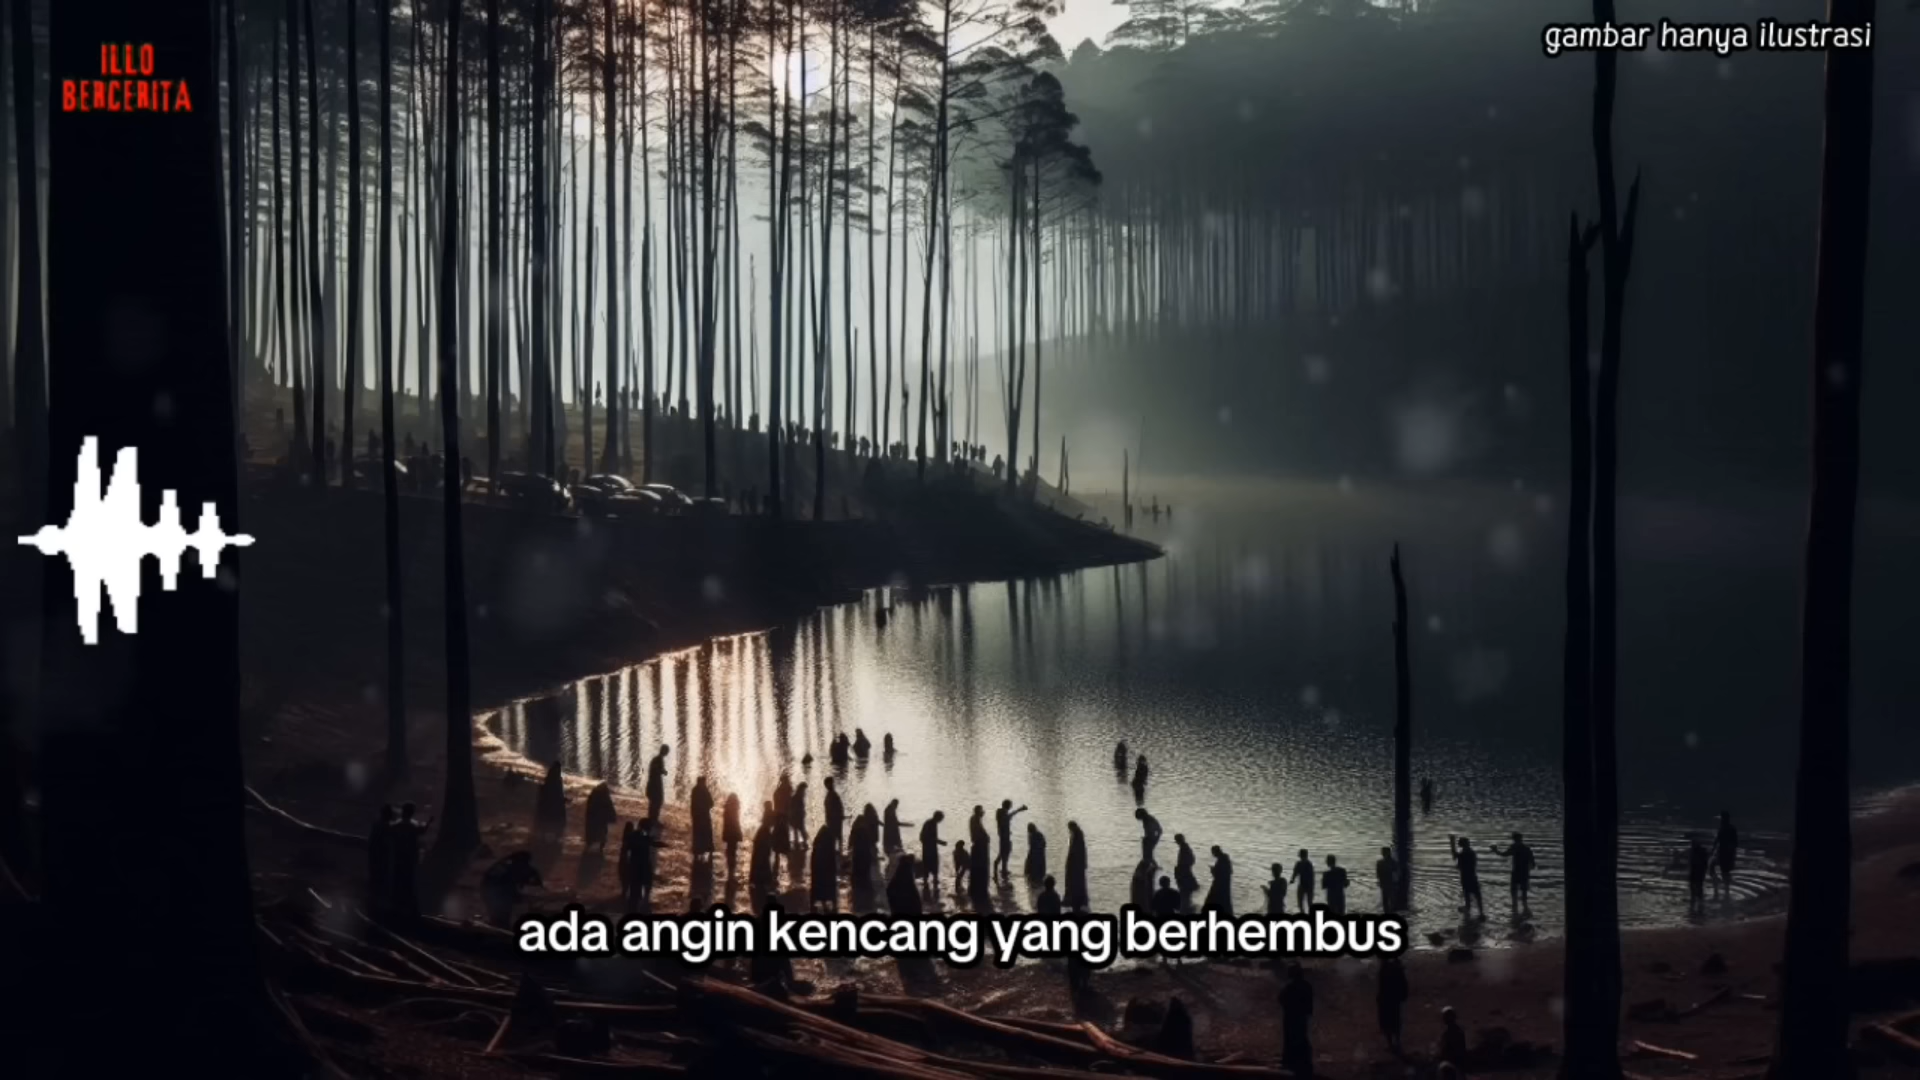 ILLO
BERCERITA
gambar hanya ilustrasi
ada angin kencang yang berhembus